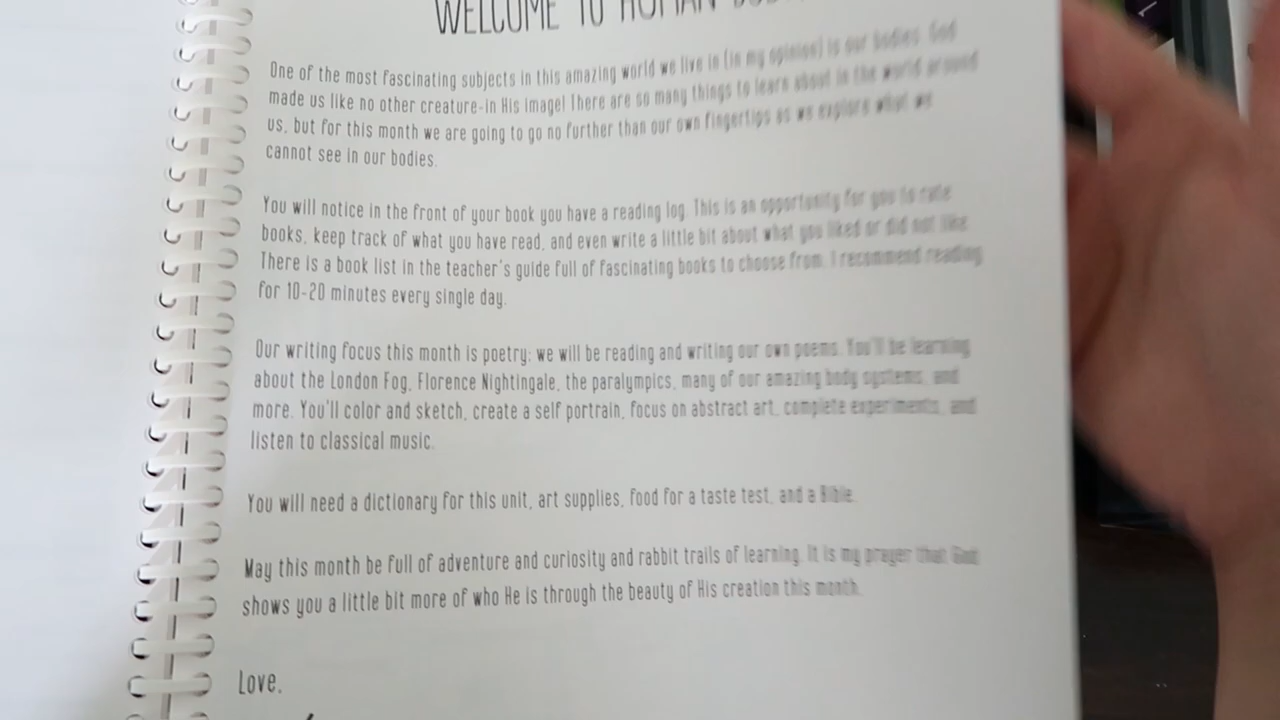 WELCOME TO HUMAN
One of the most fascinating subjects in this amazing world we live in (in my opinion) is our bodies. God
made us like no other creature-in His image! There are so many things to learn about in the world around
us, but for this month we are going to go no further than our own fingertips as we explore what we
cannot see in our bodies.
You will notice in the front of your book you have a reading log. This is an opportunity for you to rate
books, keep track of what you have read, and even write a little bit about what you liked or did not like.
There is a book list in the teacher's guide full of fascinating books to choose from. I recommend reading
for 10-20 minutes every single day.
Our writing focus this month is poetry; we will be reading and writing our own poems. You'll be learning
about the London Fog, Florence Nightingale, the paralympics, many of our amazing body systems, and
more. You'll color and sketch, create a self portrain, focus on abstract art, complete experiments, and
listen to classical music.
You will need a dictionary for this unit, art supplies, food for a taste test, and a Bible.
May this month be full of adventure and curiosity and rabbit trails of learning. It is my prayer that God
shows you a little bit more of who He is through the beauty of His creation this month.
Love,